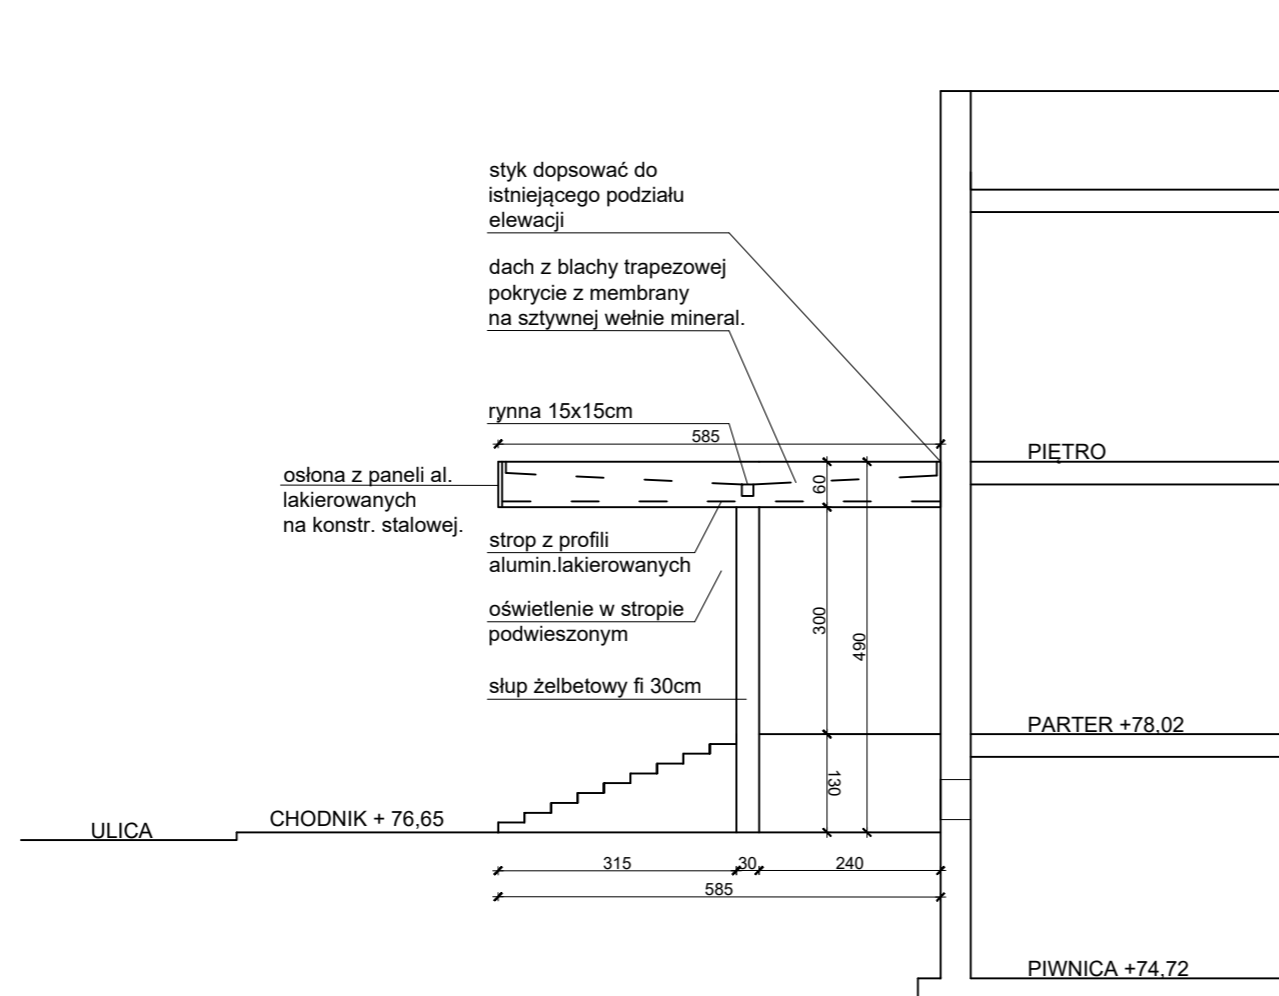 styk dopsować do
istniejącego podziału
elewacji
dach z blachy trapezowej
pokrycie z membrany
na sztywnej wełnie mineral.
rynna 15x15cm
585
PIĘTRO
osłona z paneli al.
lakierowanych
na konstr. stalowej.
60
strop z profili
alumin.lakierowanych
oświetlenie w stropie
podwieszonym
300
490
słup żelbetowy fi 30cm
PARTER +78,02
130
CHODNIK + 76,65
ULICA
315
30
240
585
PIWNICA +74,72